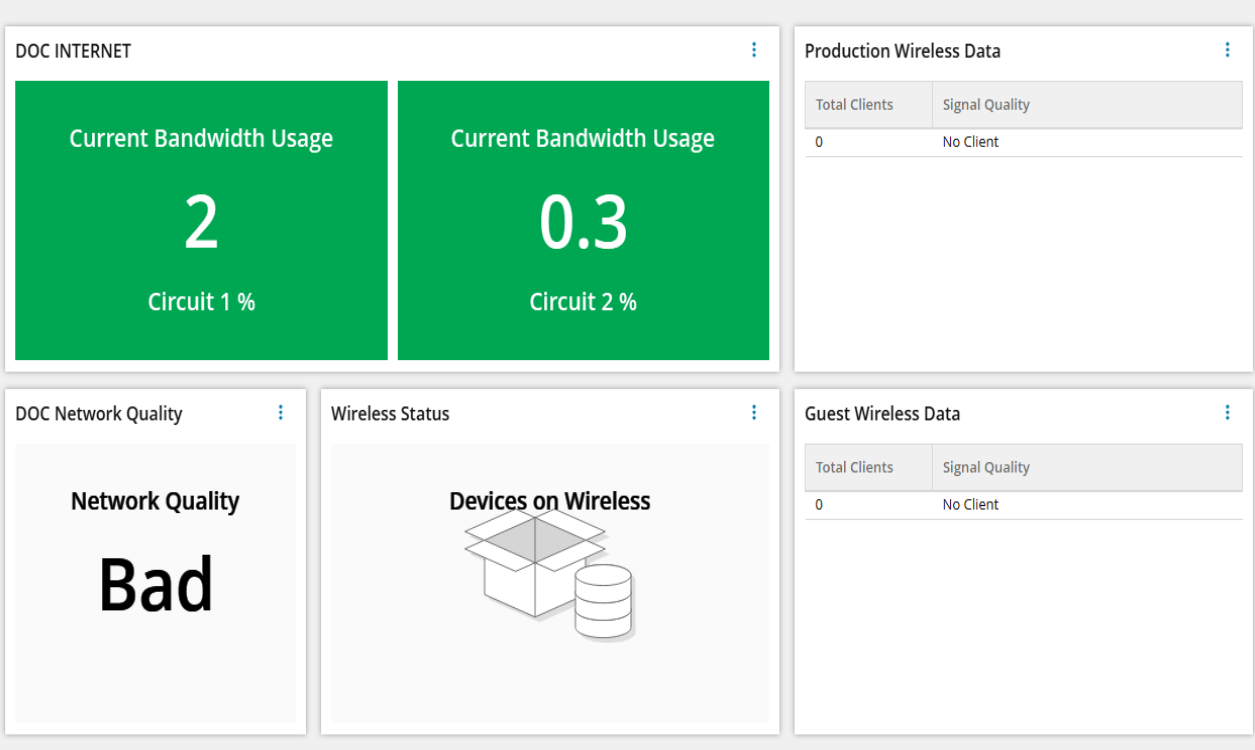 DOC INTERNET
Current Bandwidth Usage
2
Circuit 1 %
Current Bandwidth Usage
0.3
Circuit 2 %
Production Wireless Data
Total Clients Signal Quality
0 No Client
DOC Network Quality
Network Quality
Bad
Wireless Status
Devices on Wireless
Guest Wireless Data
Total Clients Signal Quality
0 No Client